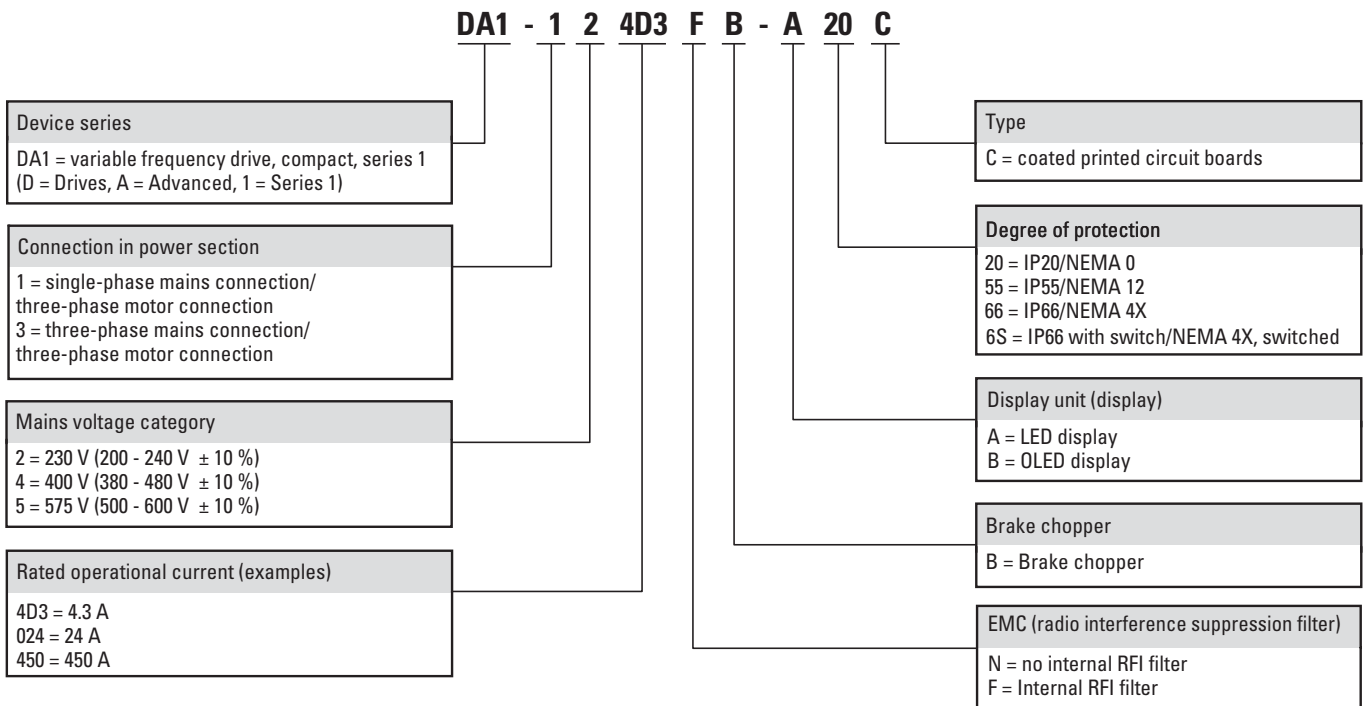 DA1 - 1 2 4D3 F B - A 20 C
Device series
DA1 = variable frequency drive, compact, series 1
(D = Drives, A = Advanced, 1 = Series 1)
Connection in power section
1 = single-phase mains connection/
three-phase motor connection
3 = three-phase mains connection/
three-phase motor connection
Mains voltage category
2 = 230 V (200 - 240 V ± 10 %)
4 = 400 V (380 - 480 V ± 10 %)
5 = 575 V (500 - 600 V ± 10 %)
Rated operational current (examples)
4D3 = 4.3 A
024 = 24 A
450 = 450 A
Type
C = coated printed circuit boards
Degree of protection
20 = IP20/NEMA 0
55 = IP55/NEMA 12
66 = IP66/NEMA 4X
6S = IP66 with switch/NEMA 4X, switched
Display unit (display)
A = LED display
B = OLED display
Brake chopper
B = Brake chopper
EMC (radio interference suppression filter)
N = no internal RFI filter
F = Internal RFI filter